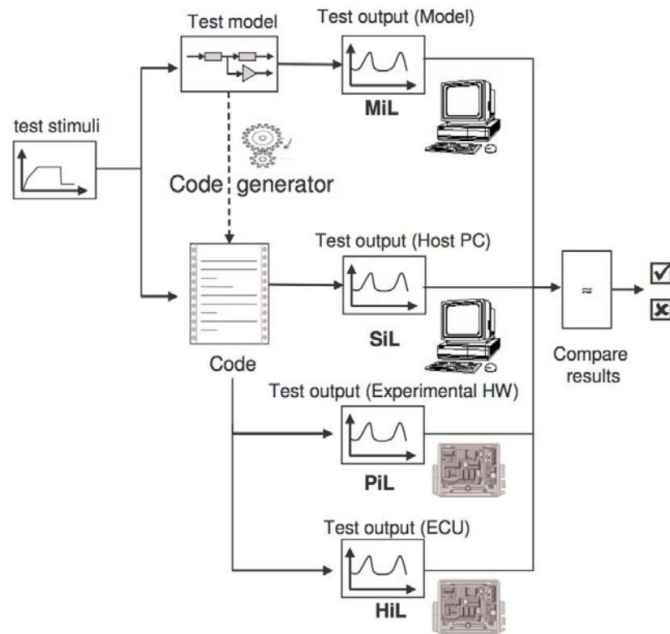 Test model
Test output (Model)
MiL
test stimuli
Code generator
Test output (Host PC)
≈
SiL
Code
Compare
results
Test output (Experimental HW)
PiL
Test output (ECU)
HiL